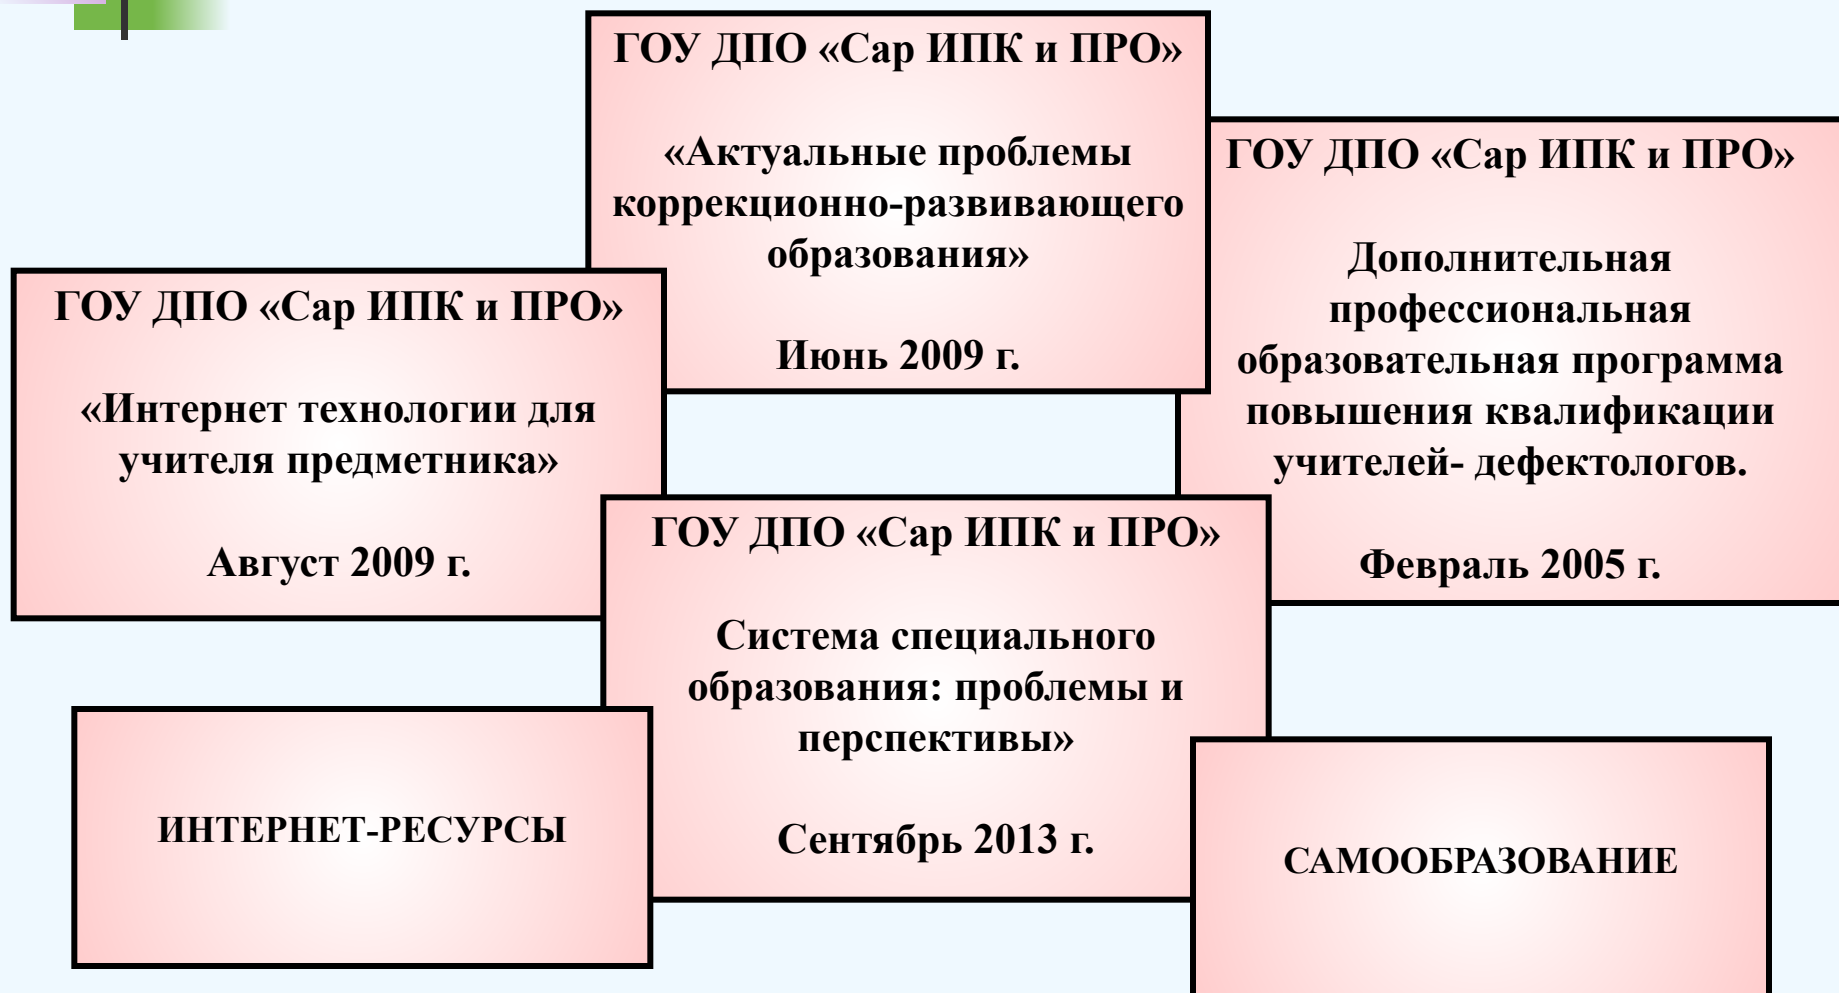 ГОУ ДПО «Сар ИПК и ПРО»
«Актуальные проблемы
коррекционно-развивающего
образования»
Июнь 2009 г.
ГОУ ДПО «Сар ИПК и ПРО»
Дополнительная
профессиональная
образовательная программа
повышения квалификации
учителей- дефектологов.
Февраль 2005 г.
ГОУ ДПО «Сар ИПК и ПРО»
«Интернет технологии для
учителя предметника»
Август 2009 г.
ГОУ ДПО «Сар ИПК и ПРО»
Система специального
образования: проблемы и
перспективы»
Сентябрь 2013 г.
ИНТЕРНЕТ-РЕСУРСЫ
САМООБРАЗОВАНИЕ